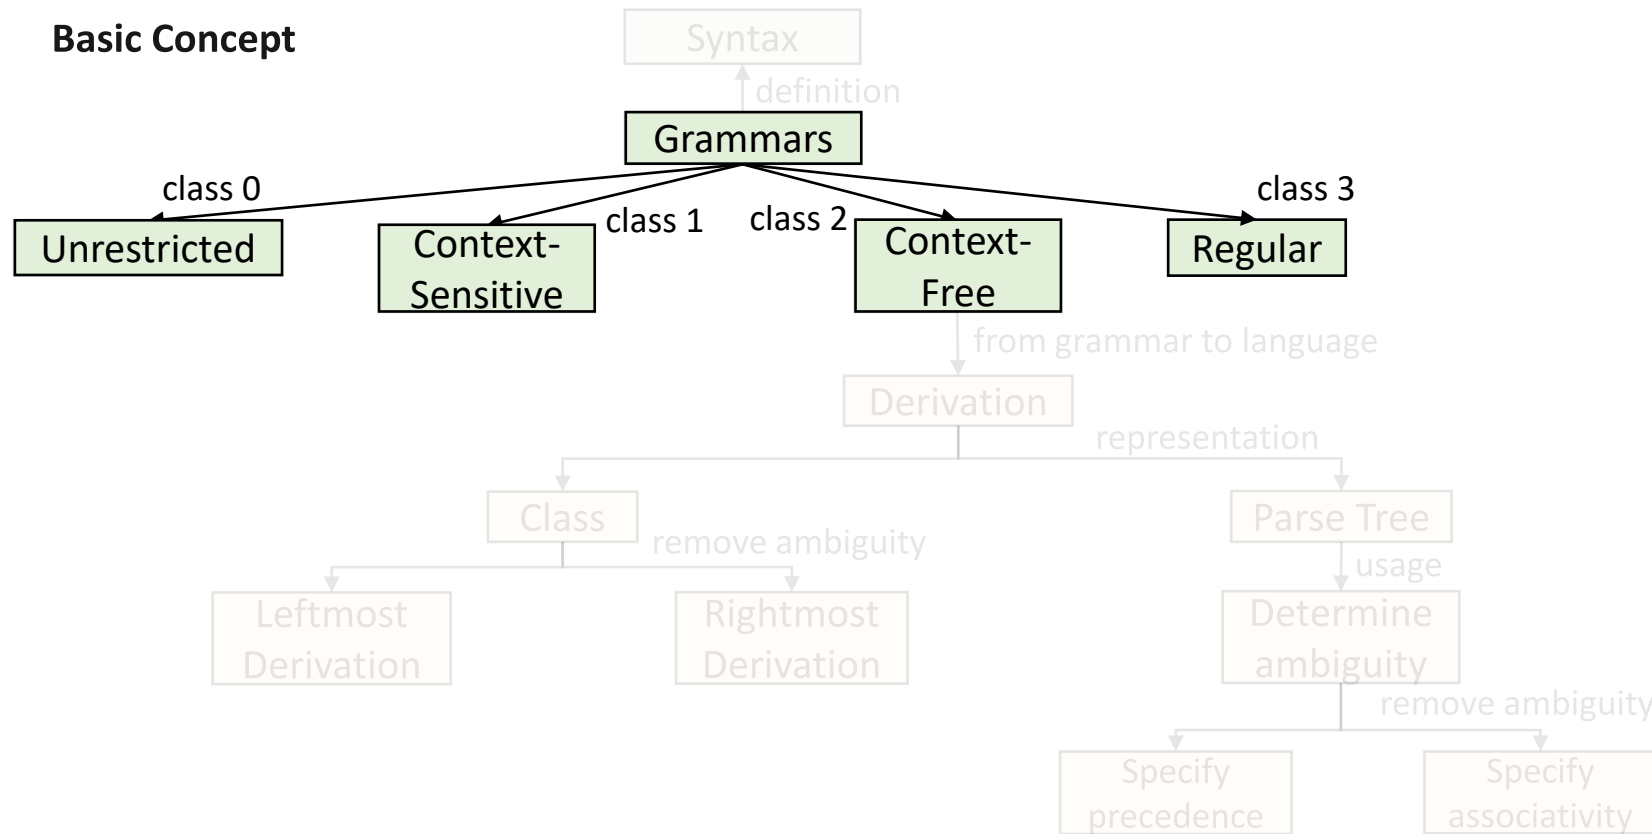 Basic Concept
Syntax
definition
Grammars
class 0
class 1
class 2
class 3
Unrestricted
Context-
Sensitive
Context-
Free
Regular
from grammar to language
Derivation
representation
Class
Parse Tree
remove ambiguity
usage
Leftmost
Derivation
Rightmost
Derivation
Determine
ambiguity
remove ambiguity
Specify
precedence
Specify
associativity